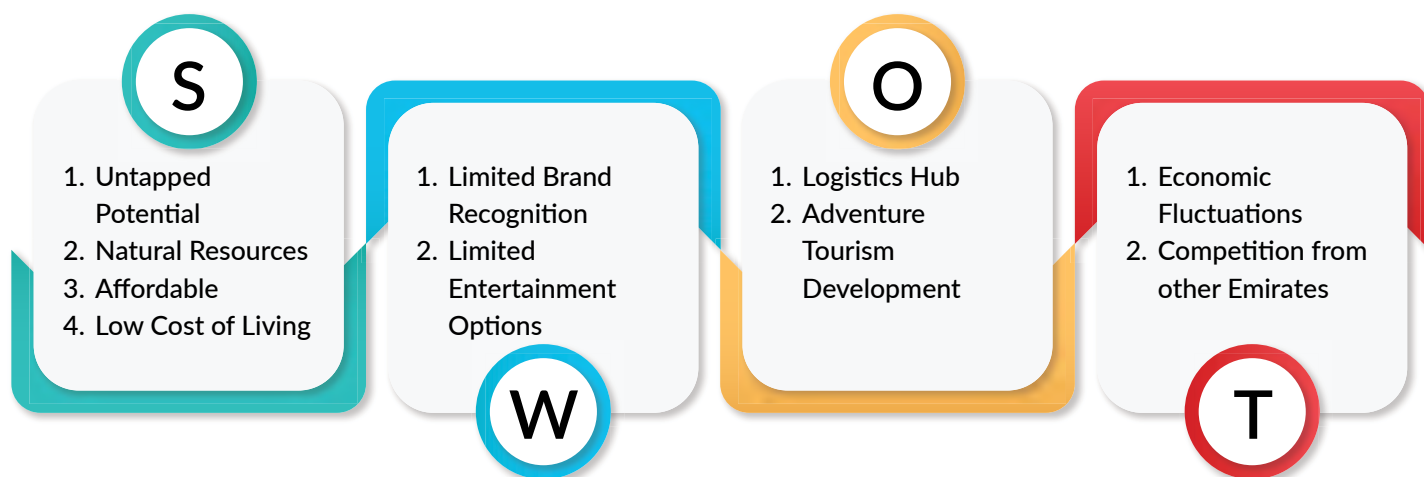 S
1. Untapped
Potential
2. Natural Resources
3. Affordable
4. Low Cost of Living
1. Limited Brand
Recognition
2. Limited
Entertainment
Options
W
O
1. Logistics Hub
2. Adventure
Tourism
Development
1. Economic
Fluctuations
2. Competition from
other Emirates
T